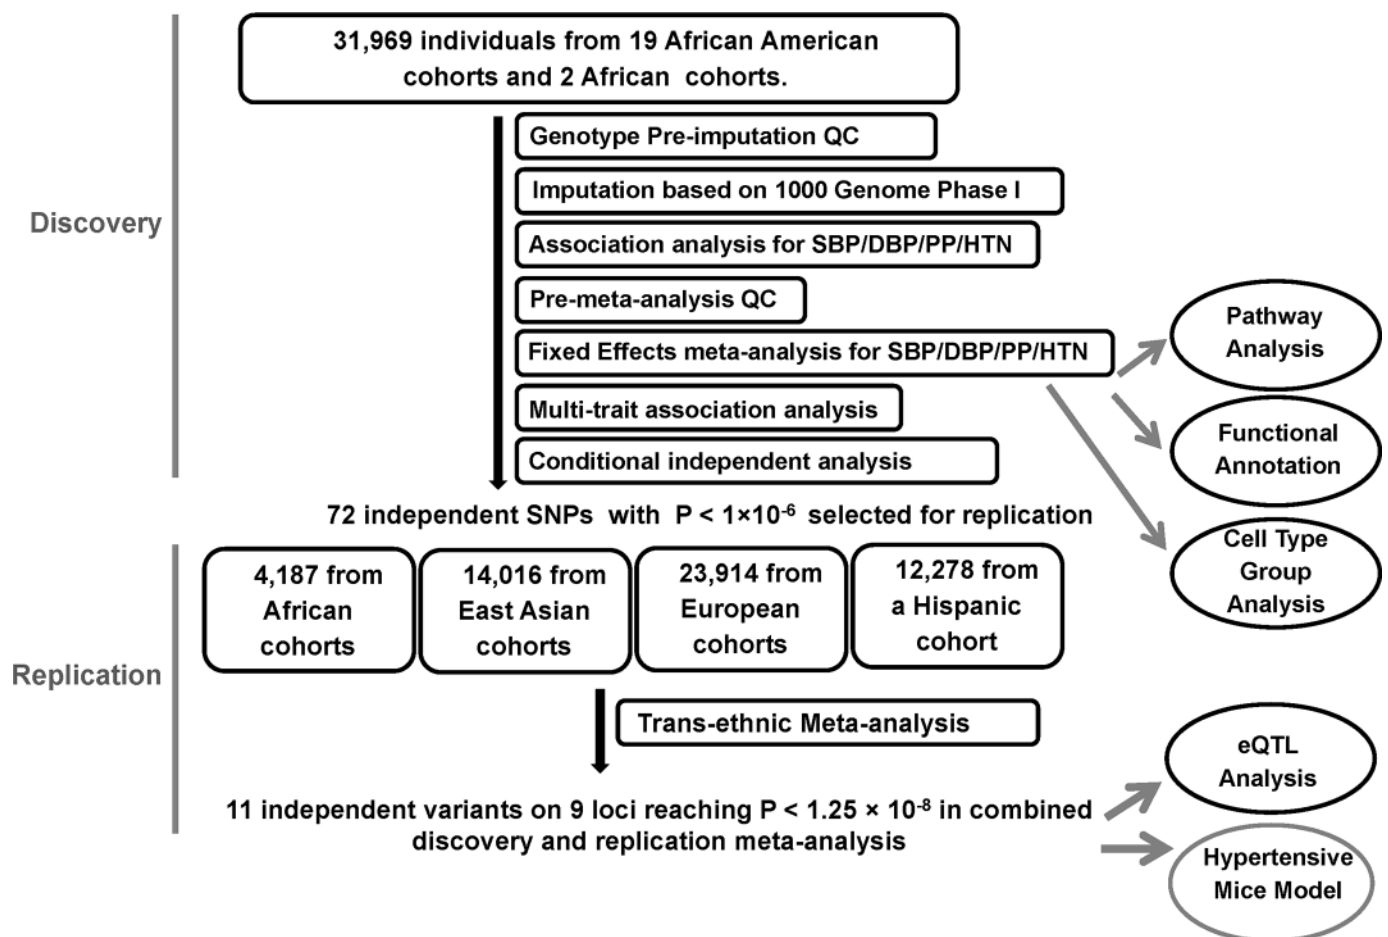 31,969 individuals from 19 African American
cohorts and 2 African cohorts.
Genotype Pre-imputation QC
Imputation based on 1000 Genome Phase I
Discovery
Association analysis for SBP/DBP/PP/HTN
Pre-meta-analysis QC
Fixed Effects meta-analysis for SBP/DBP/PP/HTN
Multi-trait association analysis
Conditional independent analysis
Pathway
Analysis
Functional
Annotation
Cell Type
Group
Analysis
72 independent SNPs with P < 1×10⁻⁶ selected for replication
Replication
4,187 from
African
cohorts
14,016 from
East Asian
cohorts
23,914 from
European
cohorts
12,278 from
a Hispanic
cohort
Trans-ethnic Meta-analysis
11 independent variants on 9 loci reaching P < 1.25 × 10⁻⁸ in combined
discovery and replication meta-analysis
eQTL
Analysis
Hypertensive
Mice Model